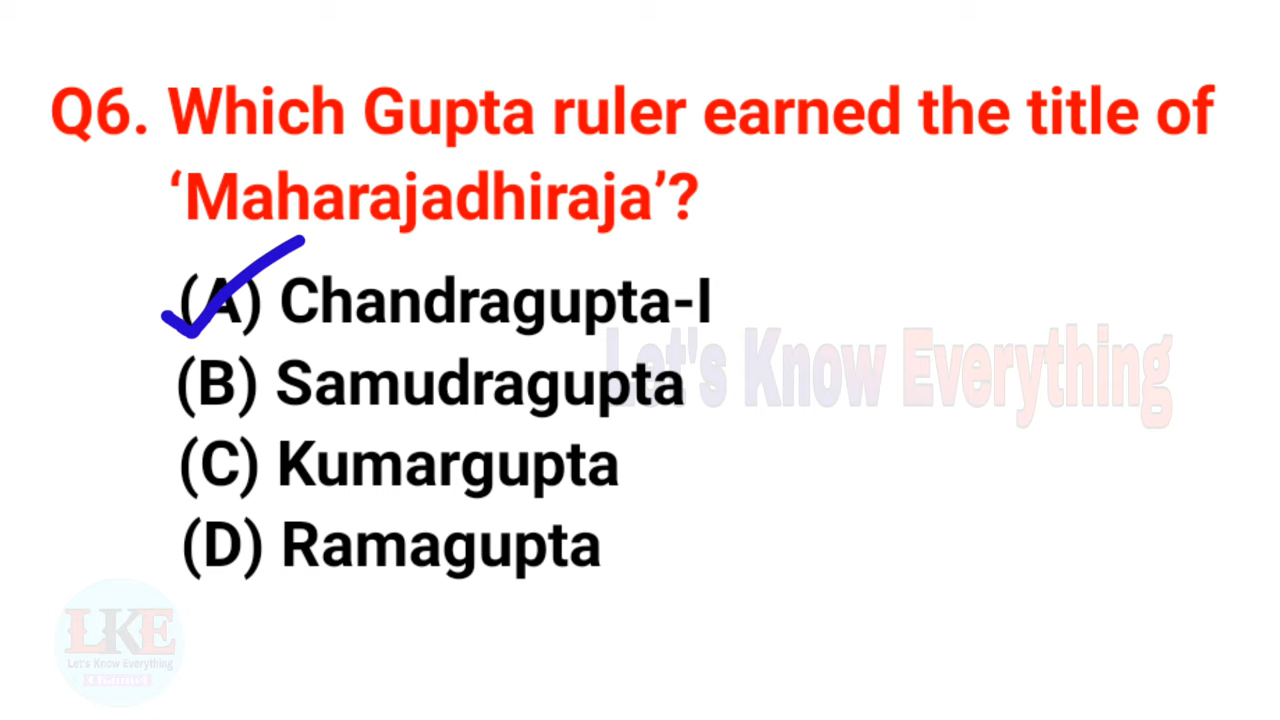 Q6. Which Gupta ruler earned the title of
‘Maharajadhiraja’?
(A) Chandragupta-I
(B) Samudragupta
Let's Know Everything
(C) Kumargupta
(D) Ramagupta
LKE
Let's Know Everything
Channel